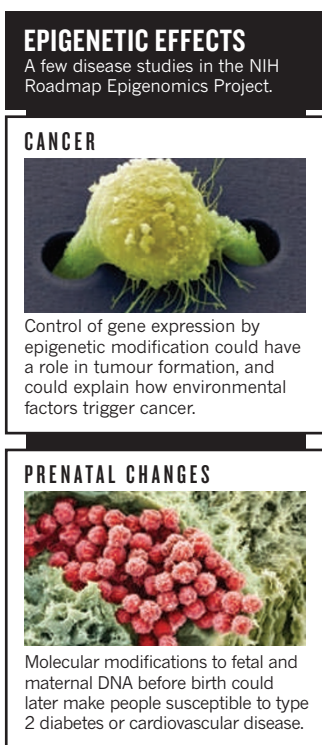 EPIGENETIC EFFECTS
A few disease studies in the NIH
Roadmap Epigenomics Project.
CANCER
Control of gene expression by
epigenetic modification could have
a role in tumour formation, and
could explain how environmental
factors trigger cancer.
PRENATAL CHANGES
Molecular modifications to fetal and
maternal DNA before birth could
later make people susceptible to type
2 diabetes or cardiovascular disease.